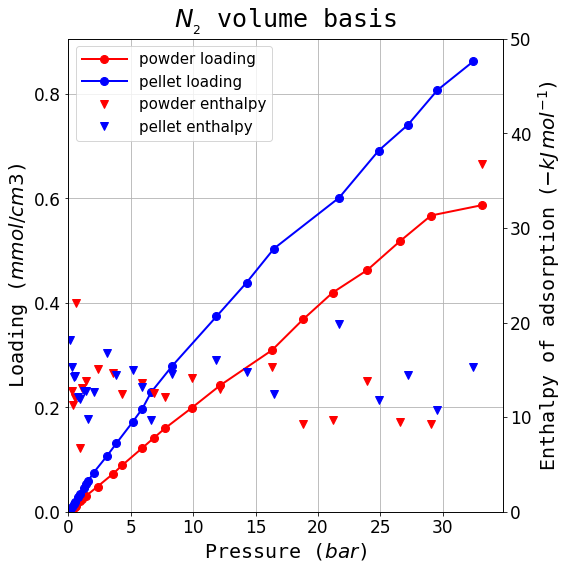 N₂ volume basis
powder loading
pellet loading
powder enthalpy
pellet enthalpy
Loading (mmol/cm3)
0.0
0.2
0.4
0.6
0.8
Enthalpy of adsorption (−kJ mol⁻¹)
0
10
20
30
40
50
0 5 10 15 20 25 30
Pressure (bar)